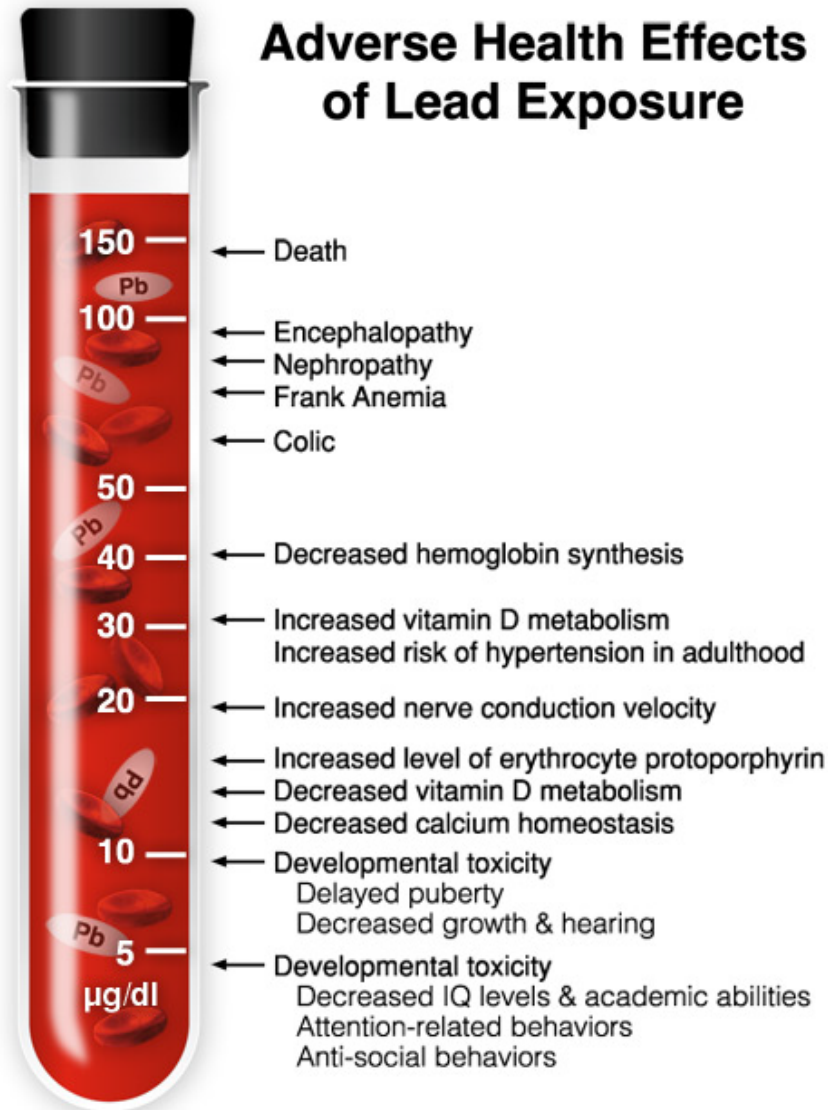 Adverse Health Effects
of Lead Exposure
150
Death
Pb
100
Encephalopathy
Nephropathy
Pb
Frank Anemia
Colic
50
Pb
40
Decreased hemoglobin synthesis
30
Increased vitamin D metabolism
Increased risk of hypertension in adulthood
20
Increased nerve conduction velocity
Increased level of erythrocyte protoporphyrin
Pb
Decreased vitamin D metabolism
Decreased calcium homeostasis
10
Developmental toxicity
Delayed puberty
Decreased growth & hearing
Pb
5
Developmental toxicity
µg/dl
Decreased IQ levels & academic abilities
Attention-related behaviors
Anti-social behaviors